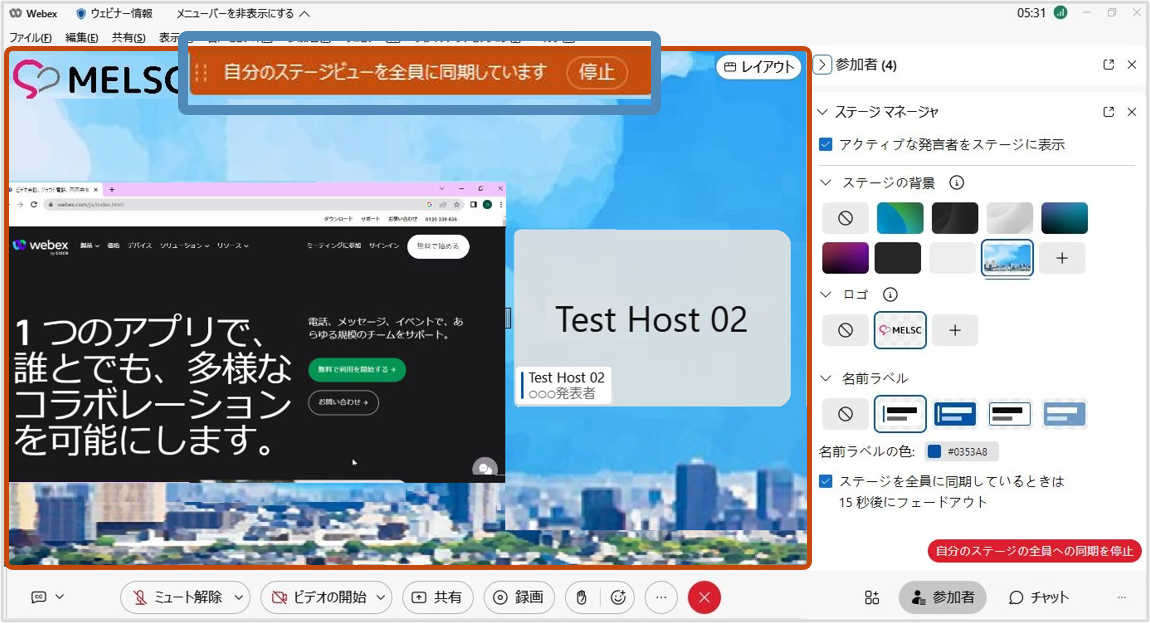 Webex
ウェビナー情報
メニューバーを非表示にする
05:31
ファイル(F)
編集(E)
共有(S)
表示
自分のステージビューを全員に同期しています
停止
MELSC
レイアウト
ダウンロード
サポート
お問い合わせ
0120 339 836
webex.com/ja/index.html
webex
by CISCO
製品
価格
デバイス
ソリューション
リソース
ミーティングに参加
サインイン
無料で始める
1 つのアプリで、
誰とでも、多様な
コラボレーション
を可能にします。
電話、メッセージ、イベントで、あ
らゆる規模のチームをサポート。
無料で利用を開始する →
お問い合わせ →
Test Host 02
Test Host 02
○○○発表者
参加者 (4)
ステージ マネージャ
アクティブな発言者をステージに表示
ステージの背景
ロゴ
MELSC
名前ラベル
名前ラベルの色:
#0353A8
ステージを全員に同期しているときは
15 秒後にフェードアウト
自分のステージの全員への同期を停止
ミュート解除
ビデオの開始
共有
録画
参加者
チャット